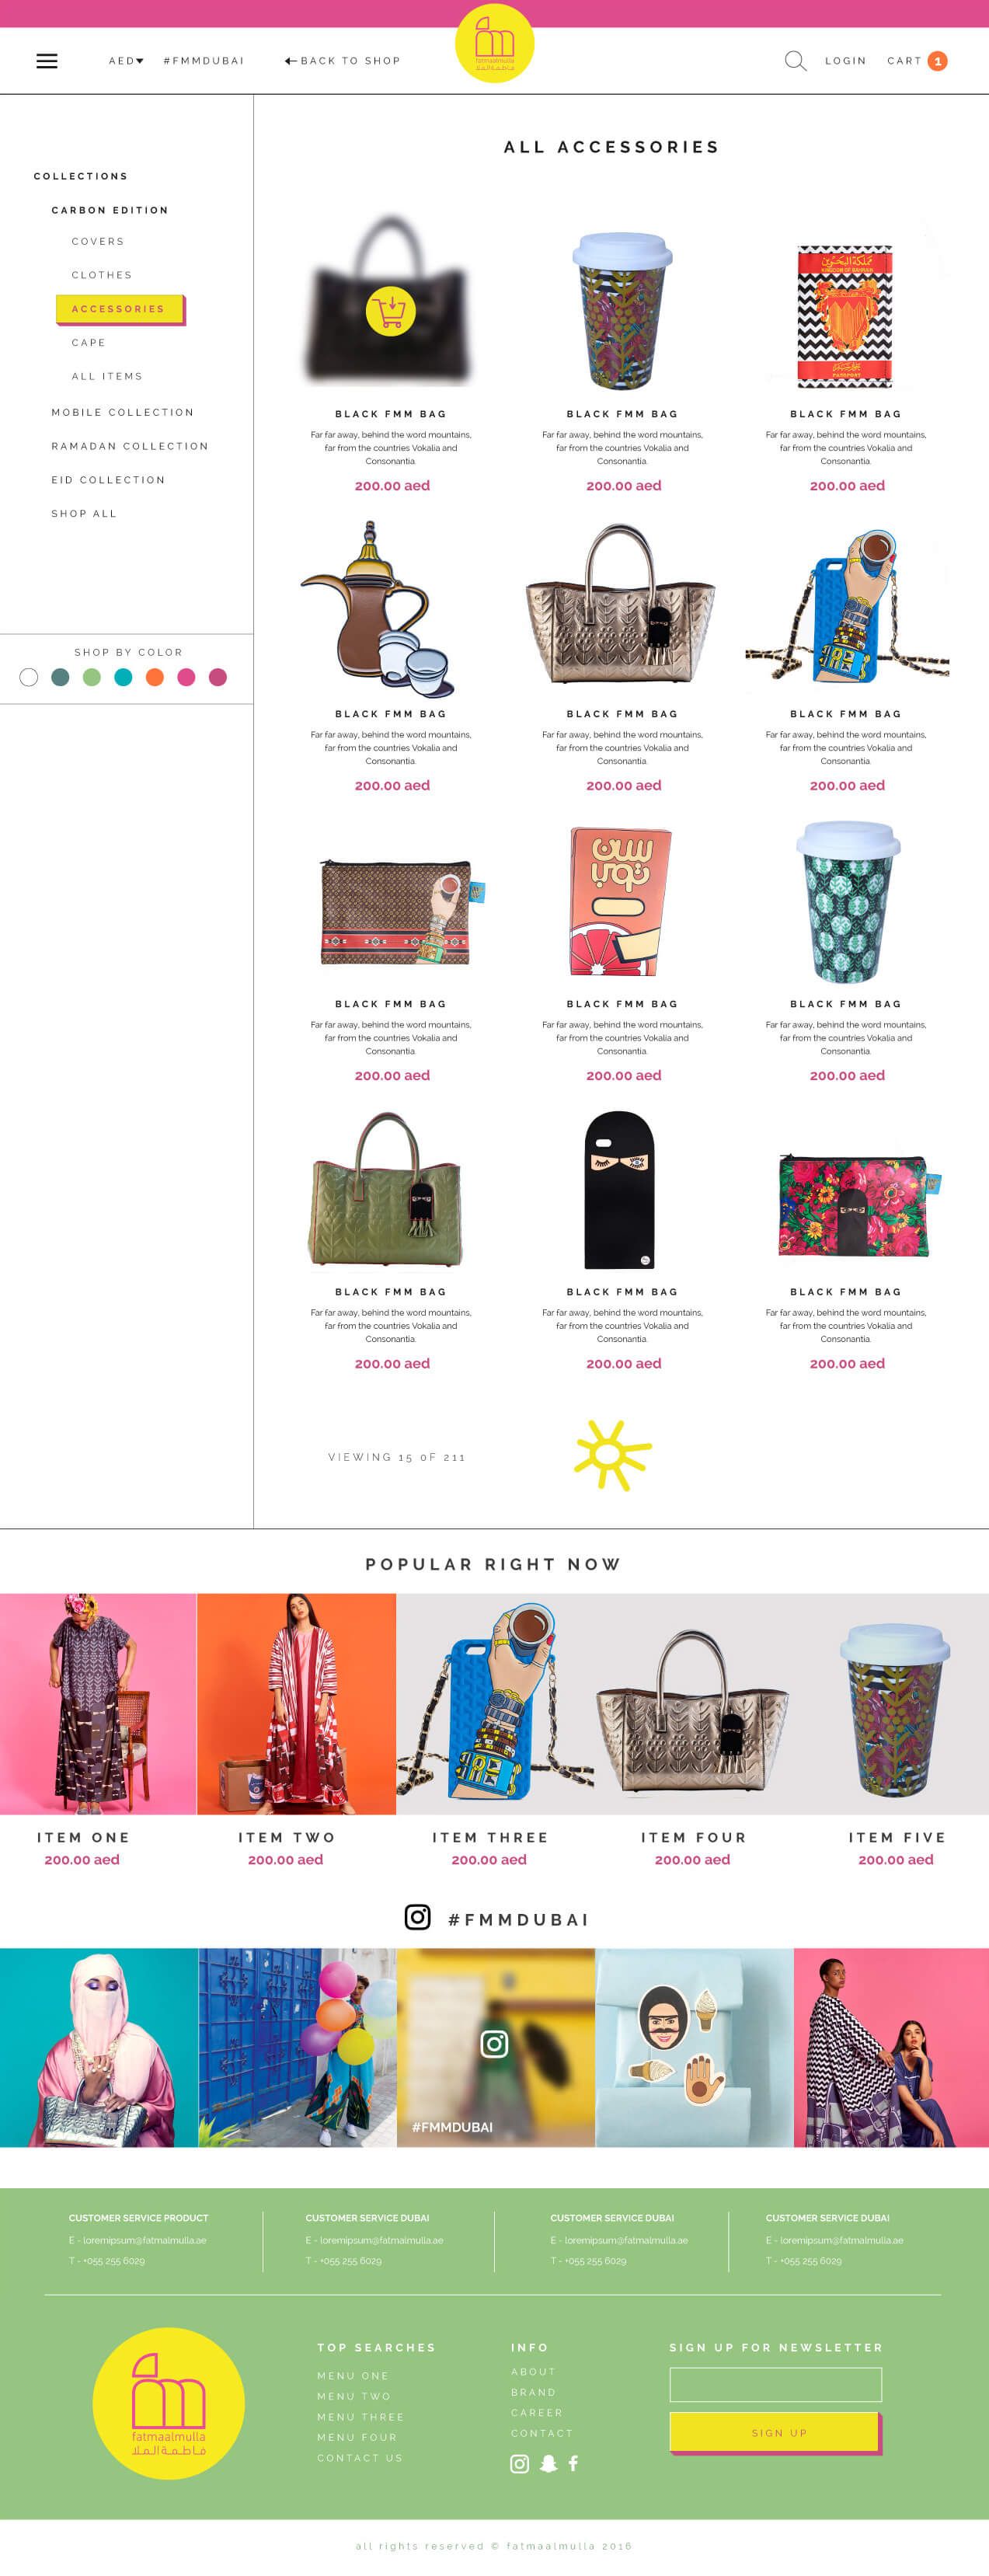 AED #FMMDUBAI BACK TO SHOP
fatmaalmulla
LOGIN CART 1
ALL ACCESSORIES
COLLECTIONS
CARBON EDITION
COVERS
CLOTHES
ACCESSORIES
CAPE
ALL ITEMS
MOBILE COLLECTION
RAMADAN COLLECTION
EID COLLECTION
SHOP ALL
SHOP BY COLOR
مملكة البحرين
KINGDOM OF BAHRAIN
PASSPORT
BLACK FMM BAG
Far far away, behind the word mountains,
far from the countries Vokalia and
Consonantia.
200.00 aed
BLACK FMM BAG
Far far away, behind the word mountains,
far from the countries Vokalia and
Consonantia.
200.00 aed
BLACK FMM BAG
Far far away, behind the word mountains,
far from the countries Vokalia and
Consonantia.
200.00 aed
BLACK FMM BAG
Far far away, behind the word mountains,
far from the countries Vokalia and
Consonantia.
200.00 aed
BLACK FMM BAG
Far far away, behind the word mountains,
far from the countries Vokalia and
Consonantia.
200.00 aed
BLACK FMM BAG
Far far away, behind the word mountains,
far from the countries Vokalia and
Consonantia.
200.00 aed
سن
توب
BLACK FMM BAG
Far far away, behind the word mountains,
far from the countries Vokalia and
Consonantia.
200.00 aed
BLACK FMM BAG
Far far away, behind the word mountains,
far from the countries Vokalia and
Consonantia.
200.00 aed
BLACK FMM BAG
Far far away, behind the word mountains,
far from the countries Vokalia and
Consonantia.
200.00 aed
BLACK FMM BAG
Far far away, behind the word mountains,
far from the countries Vokalia and
Consonantia.
200.00 aed
BLACK FMM BAG
Far far away, behind the word mountains,
far from the countries Vokalia and
Consonantia.
200.00 aed
BLACK FMM BAG
Far far away, behind the word mountains,
far from the countries Vokalia and
Consonantia.
200.00 aed
VIEWING 15 OF 211
POPULAR RIGHT NOW
ITEM ONE
200.00 aed
ITEM TWO
200.00 aed
ITEM THREE
200.00 aed
ITEM FOUR
200.00 aed
ITEM FIVE
200.00 aed
#FMMDUBAI
#FMMDUBAI
CUSTOMER SERVICE PRODUCT
E - loremipsum@fatmalmulla.ae
T - +055 255 6029
CUSTOMER SERVICE DUBAI
E - loremipsum@fatmalmulla.ae
T - +055 255 6029
CUSTOMER SERVICE DUBAI
E - loremipsum@fatmalmulla.ae
T - +055 255 6029
CUSTOMER SERVICE DUBAI
E - loremipsum@fatmalmulla.ae
T - +055 255 6029
fatmaalmulla
فاطمة الملا
TOP SEARCHES
MENU ONE
MENU TWO
MENU THREE
MENU FOUR
CONTACT US
INFO
ABOUT
BRAND
CAREER
CONTACT
SIGN UP FOR NEWSLETTER
SIGN UP
all rights reserved © fatmaalmulla 2016